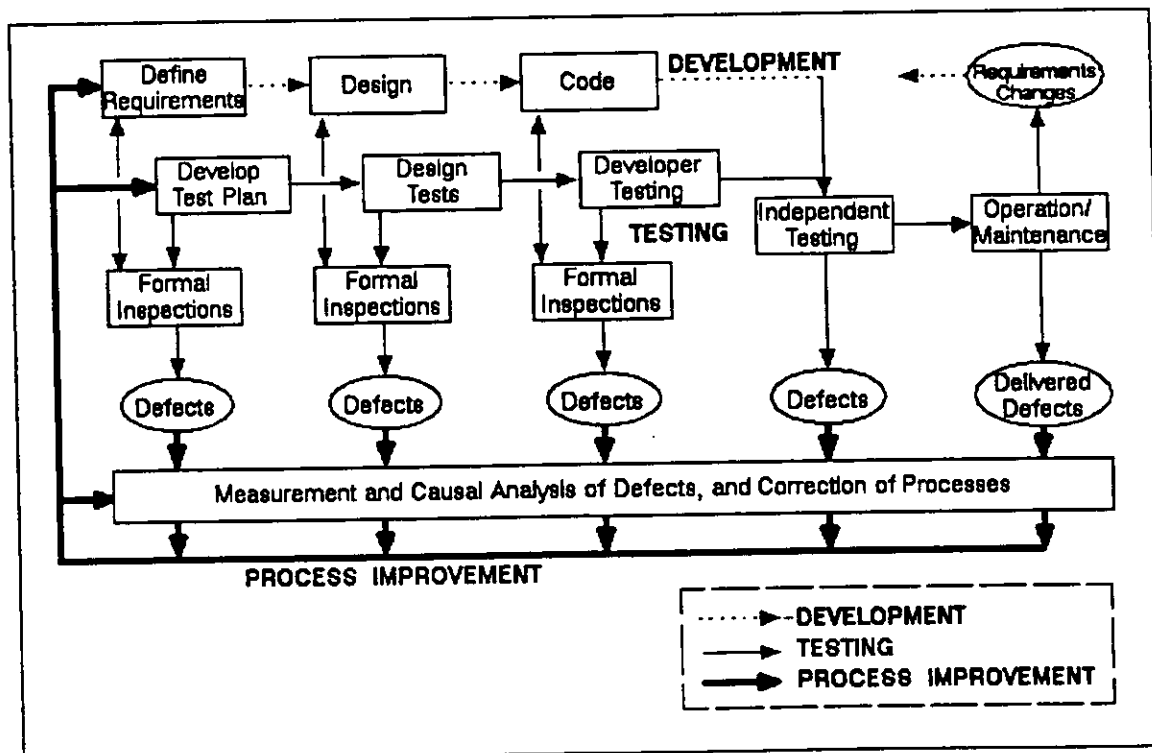 Define
Requirements
Design
Code
DEVELOPMENT
Requirements
Changes
Develop
Test Plan
Design
Tests
Developer
Testing
TESTING
Independent
Testing
Operation/
Maintenance
Formal
Inspections
Formal
Inspections
Formal
Inspections
Defects
Defects
Defects
Defects
Delivered
Defects
Measurement and Causal Analysis of Defects, and Correction of Processes
PROCESS IMPROVEMENT
DEVELOPMENT
TESTING
PROCESS IMPROVEMENT